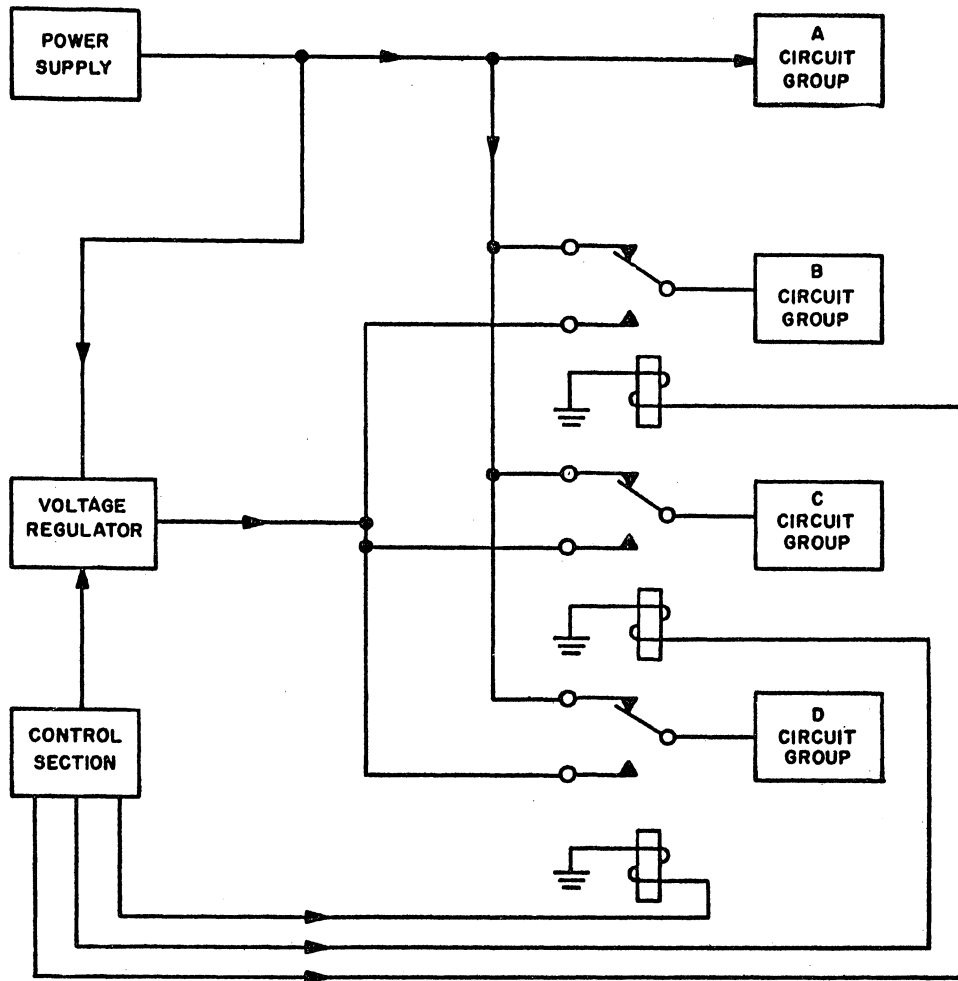 POWER
SUPPLY
A
CIRCUIT
GROUP
B
CIRCUIT
GROUP
VOLTAGE
REGULATOR
C
CIRCUIT
GROUP
CONTROL
SECTION
D
CIRCUIT
GROUP